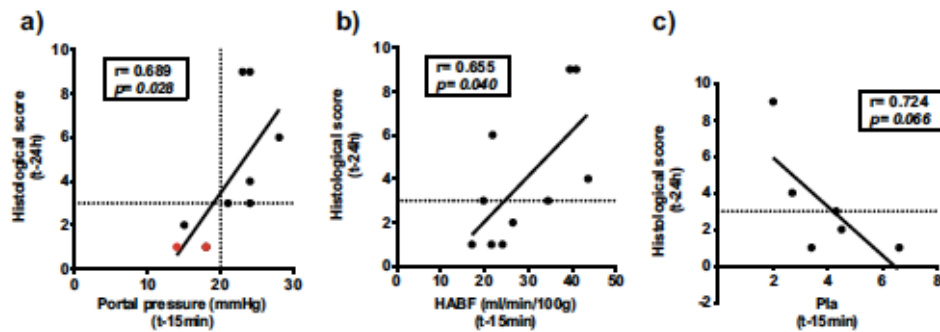 a)
Histological score
(t-24h)
10
8
6
4
2
0
r= 0.689
p= 0.028
0
10
20
30
Portal pressure (mmHg)
(t-15min)
b)
Histological score
(t-24h)
10
8
6
4
2
0
r= 0.655
p= 0.040
0
10
20
30
40
50
HABF (ml/min/100g)
(t-15min)
c)
Histological score
(t-24h)
10
8
6
4
2
0
-2
r= 0.724
p= 0.066
2
4
6
8
PIa
(t-15min)